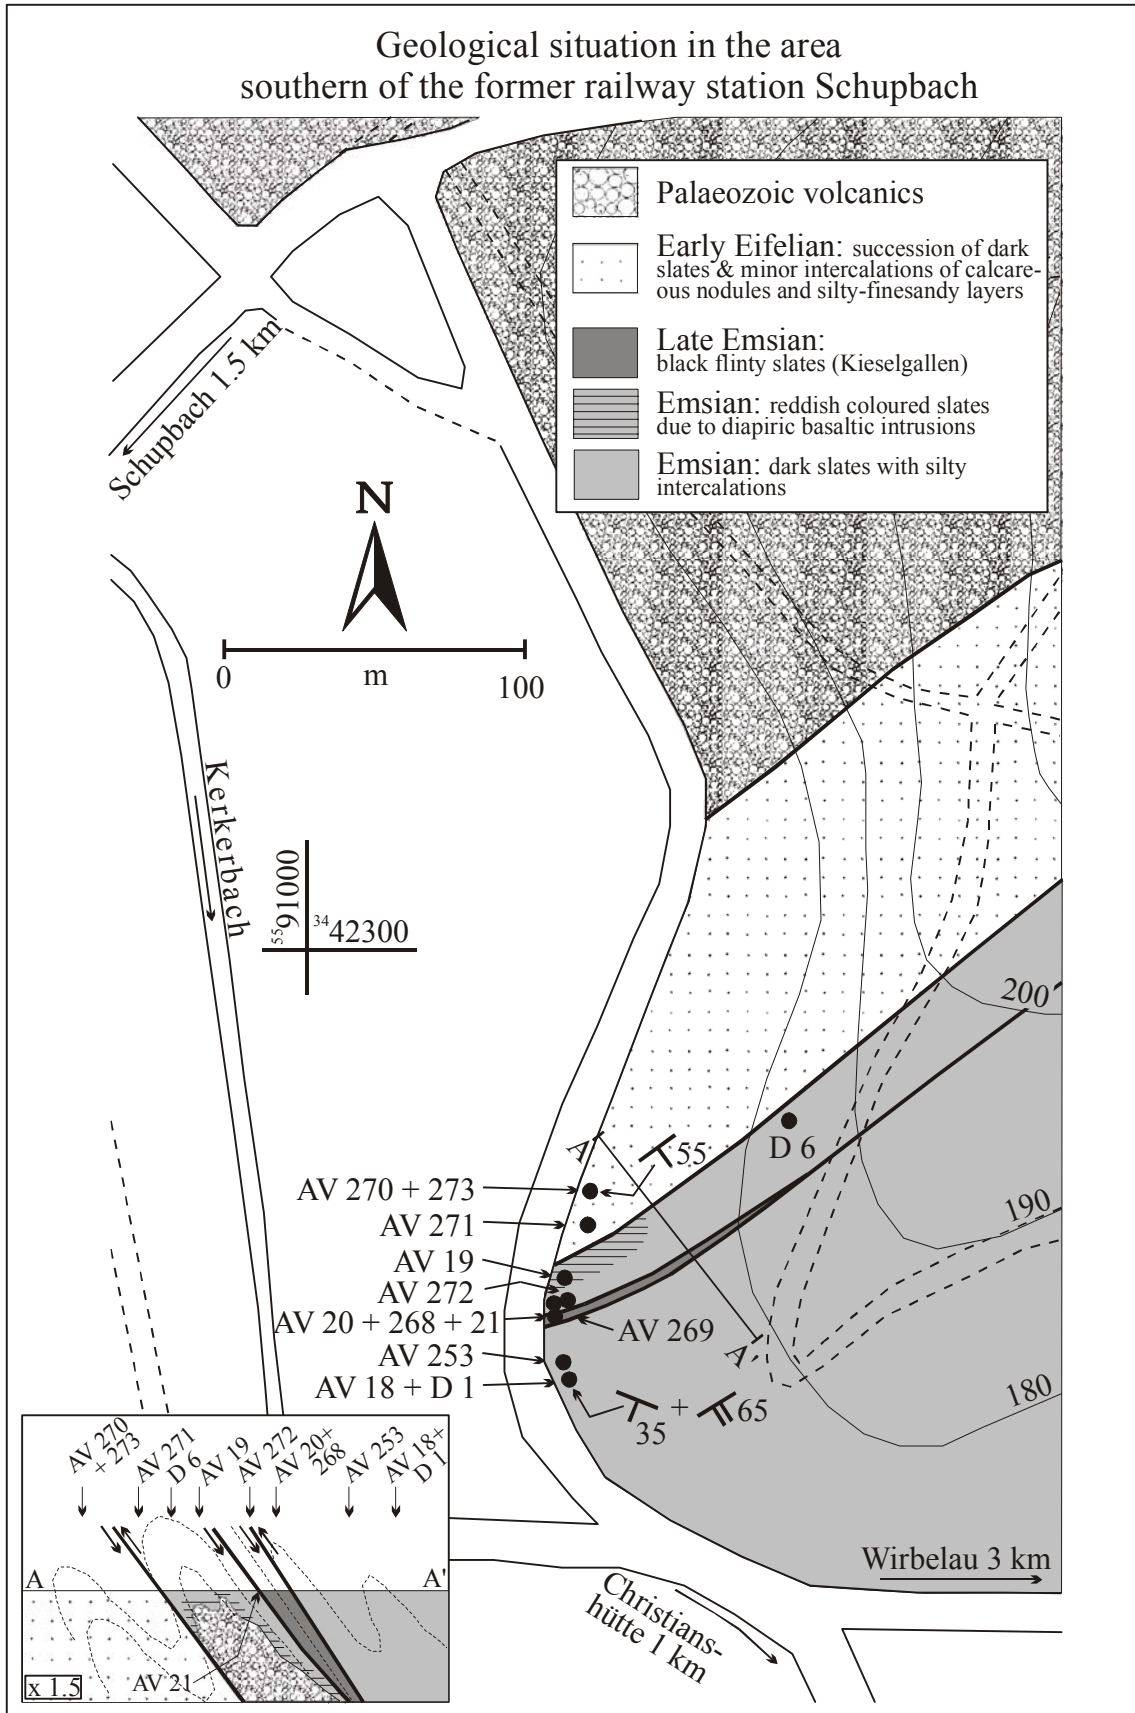 Geological situation in the area
southern of the former railway station Schupbach
Palaeozoic volcanics
Early Eifelian: succession of dark
slates & minor intercalations of calcare-
ous nodules and silty-finesandy layers
Late Emsian:
black flinty slates (Kieselgallen)
Emsian: reddish coloured slates
due to diapiric basaltic intrusions
Emsian: dark slates with silty
intercalations
Schupbach 1.5 km
N
0 m 100
Kerkerbach
5591000
3442300
200
A
55
D 6
AV 270 + 273
AV 271
AV 19
AV 272
AV 20 + 268 + 21
AV 269
AV 253
AV 18 + D 1
A'
35 + 65
190
180
Wirbelau 3 km
Christians-
hütte 1 km
AV 270
+ 273
AV 271
D 6
AV 19
AV 272
AV 20+
268
AV 253
AV 18+
D 1
A
A'
AV 21
x 1.5